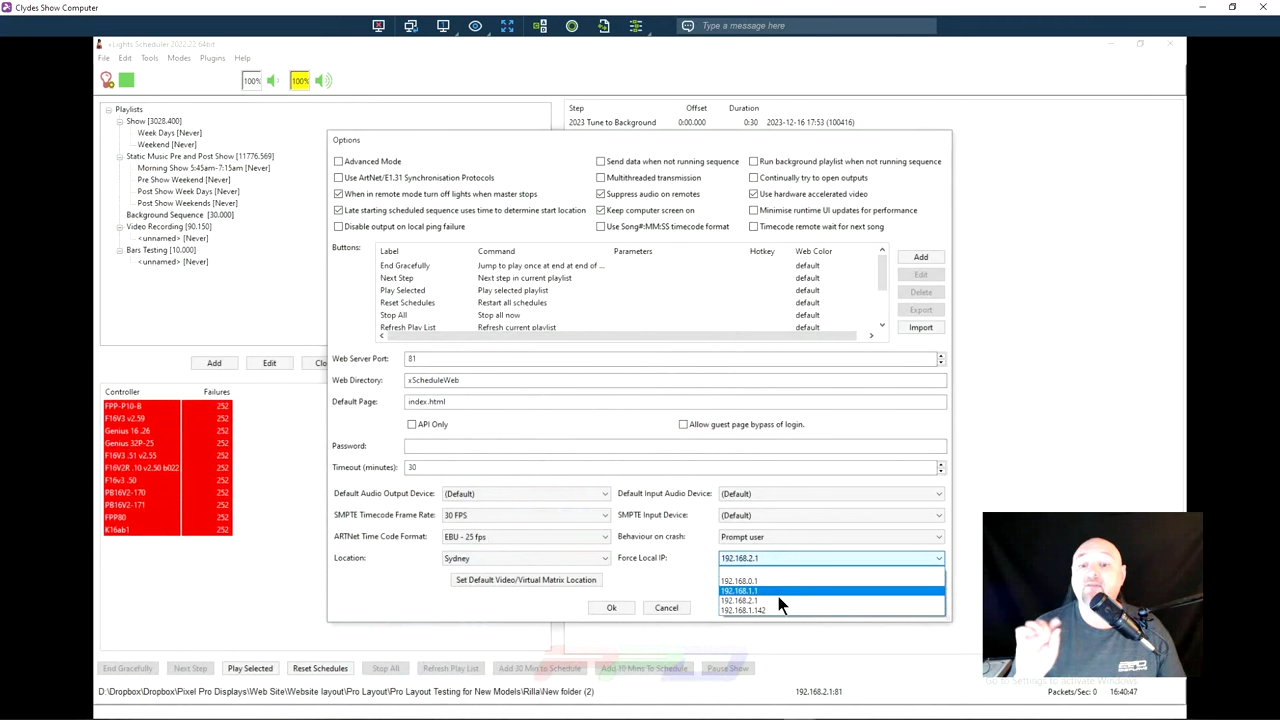 Clydes Show Computer
Type a message
xLights Scheduler 2022.22 64bit
File Edit Tools Modes Plugins Help
100% 100%
Playlists
Show [3028.400]
Week Days [Never]
Weekend [Never]
Static Music Pre and Post Show [11776.569]
Morning Show 5:45am-7:15am [Never]
Pre Show Weekend [Never]
Post Show Week Days [Never]
Post Show Weekends [Never]
Background Sequence [30.000]
Video Recording [90.150]
<unnamed> [Never]
Bars Testing [10.000]
<unnamed> [Never]
Add Edit Clo
Step Offset Duration
2023 Tune to Background 0:00.000 0:30 2023-12-16 17:53 (100416)
Controller Failures
FPP-P10-B 252
F16V3 v2.59 252
Genius 16 .26 252
Genius 32P-25 252
F16V3 .51 v2.55 252
F16V2R .10 v2.50 b022 252
F16v3 .50 252
PB16V2-170 252
PB16V2-171 252
FPP80 252
K16ab1 252
Options
Advanced Mode Send data when not running sequence Run background playlist when not running sequence
Use ArtNet/E1.31 Synchronisation Protocols Multithreaded transmission Continually try to open outputs
When in remote mode turn off lights when master stops Suppress audio on remotes Use hardware accelerated video
Late starting scheduled sequence uses time to determine start location Keep computer screen on Minimise runtime UI updates for performance
Disable output on local ping failure Use Song#:MM:SS timecode format Timecode remote wait for next song
Buttons: Label Command Parameters Hotkey Web Color
End Gracefully Jump to play once at end at end of ... default
Next Step Next step in current playlist default
Play Selected Play selected playlist default
Reset Schedules Restart all schedules default
Stop All Stop all now default
Refresh Play List Refresh current playlist default
Add
Edit
Delete
Export
Import
Web Server Port: 81
Web Directory: xScheduleWeb
Default Page: index.html
API Only Allow guest page bypass of login.
Password:
Timeout (minutes): 30
Default Audio Output Device: (Default) Default Input Audio Device: (Default)
SMPTE Timecode Frame Rate: 30 FPS SMPTE Input Device: (Default)
ARTNet Time Code Format: EBU - 25 fps Behaviour on crash: Prompt user
Location: Sydney Force Local IP: 192.168.2.1
192.168.0.1
192.168.1.1
192.168.2.1
192.168.1.142
Set Default Video/Virtual Matrix Location
Ok Cancel
End Gracefully Next Step Play Selected Reset Schedules Stop All Refresh Play List Add 30 Min to Schedule Add 10 Mins To Schedule Pause Show
Go to Settings to activate Windows.
D:\Dropbox\Dropbox\Pixel Pro Displays\Web Site\Website layout\Pro Layout\Pro Layout Testing for New Models\Rilla\New folder (2) 192.168.2.1:81 Packets/Sec: 0 16:40:47